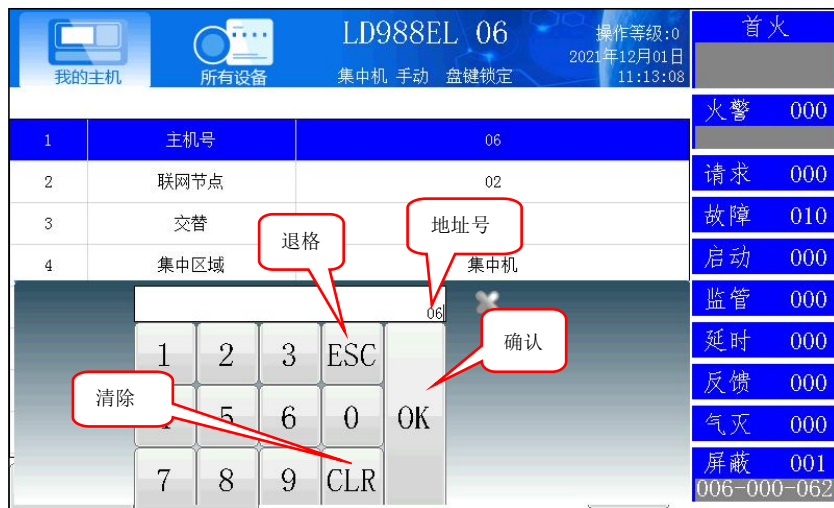 LD988EL 06
操作等级:0
2021年12月01日
11:13:08
我的主机
所有设备
集中机 手动 盘键锁定
首火
火警 000
1 主机号 06
2 联网节点 02
3 交替
4 集中区域 集中机
请求 000
故障 010
启动 000
监管 000
延时 000
反馈 000
气灭 000
屏蔽 001
006-000-062
退格
地址号
确认
清除
06
1 2 3 ESC
5 6 0 OK
7 8 9 CLR